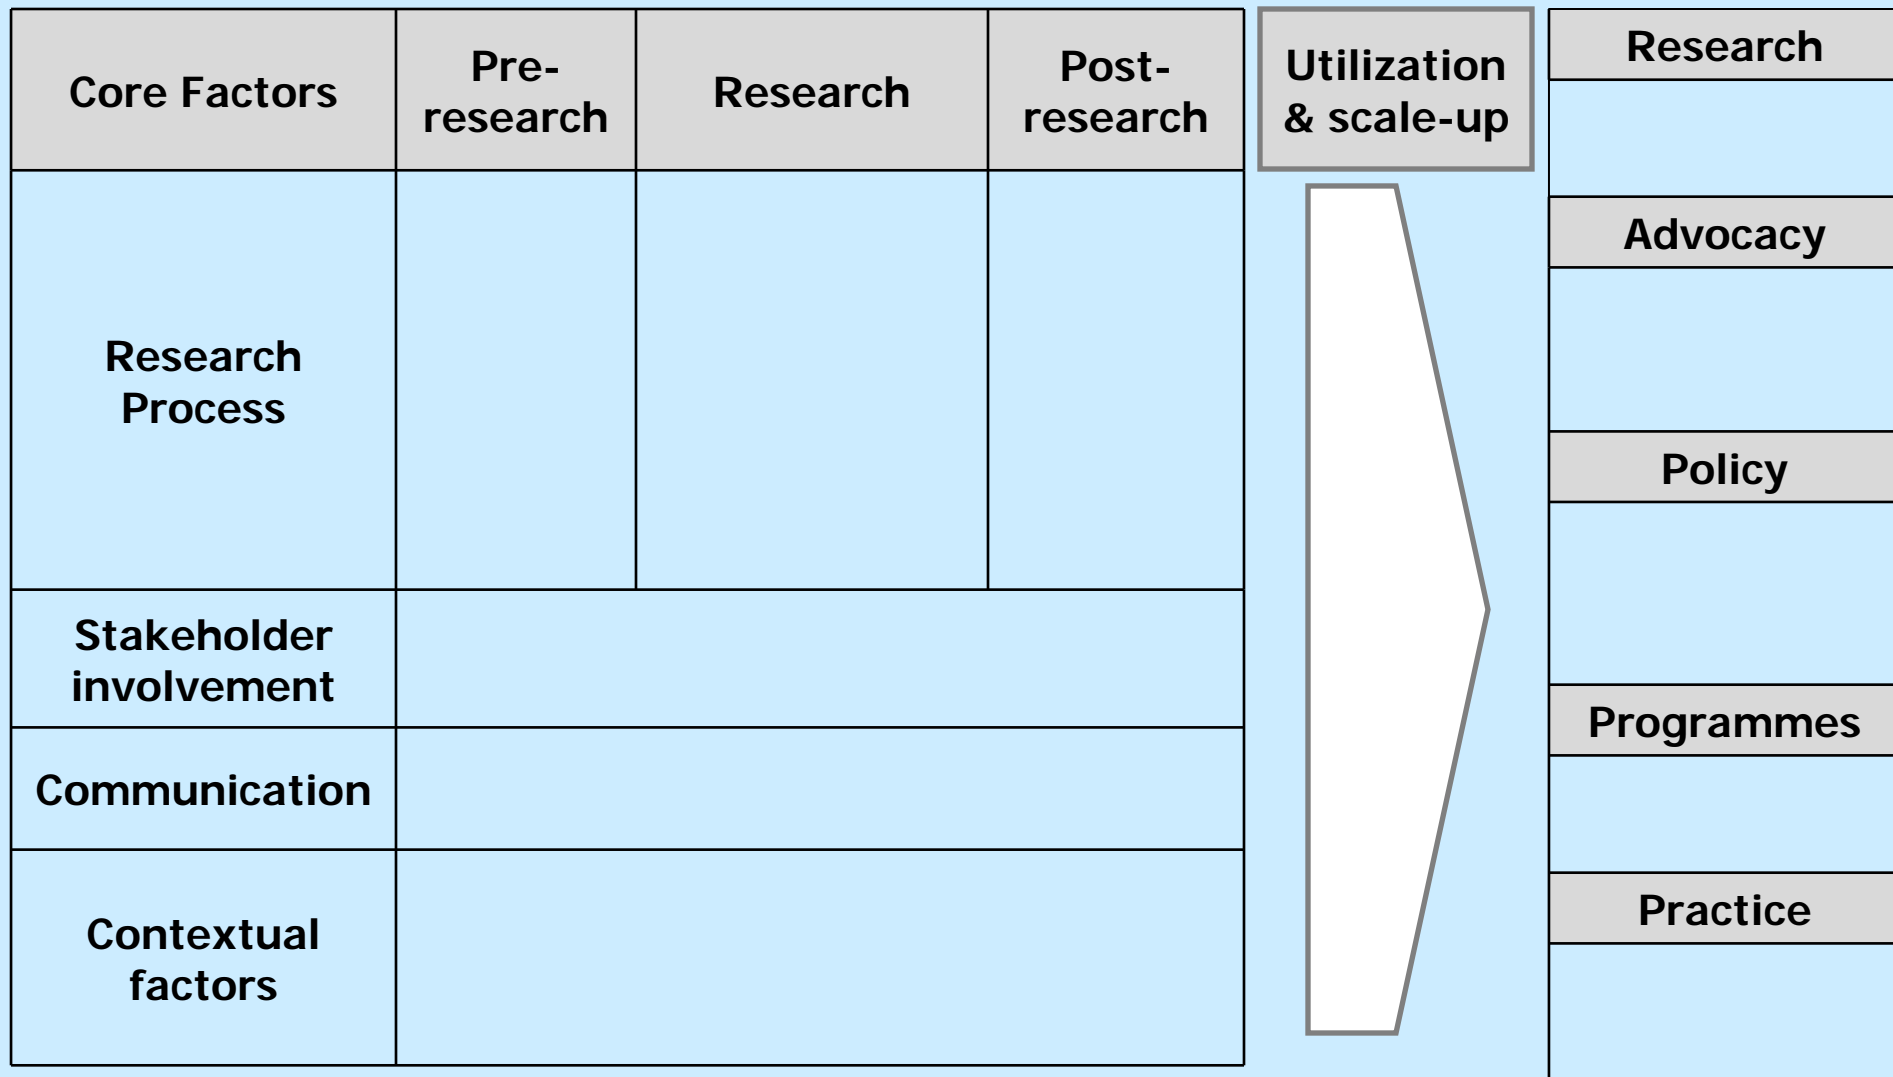 Core Factors
Pre-
research
Research
Post-
research
Utilization
& scale-up
Research
Process
Stakeholder
involvement
Communication
Contextual
factors
Research
Advocacy
Policy
Programmes
Practice